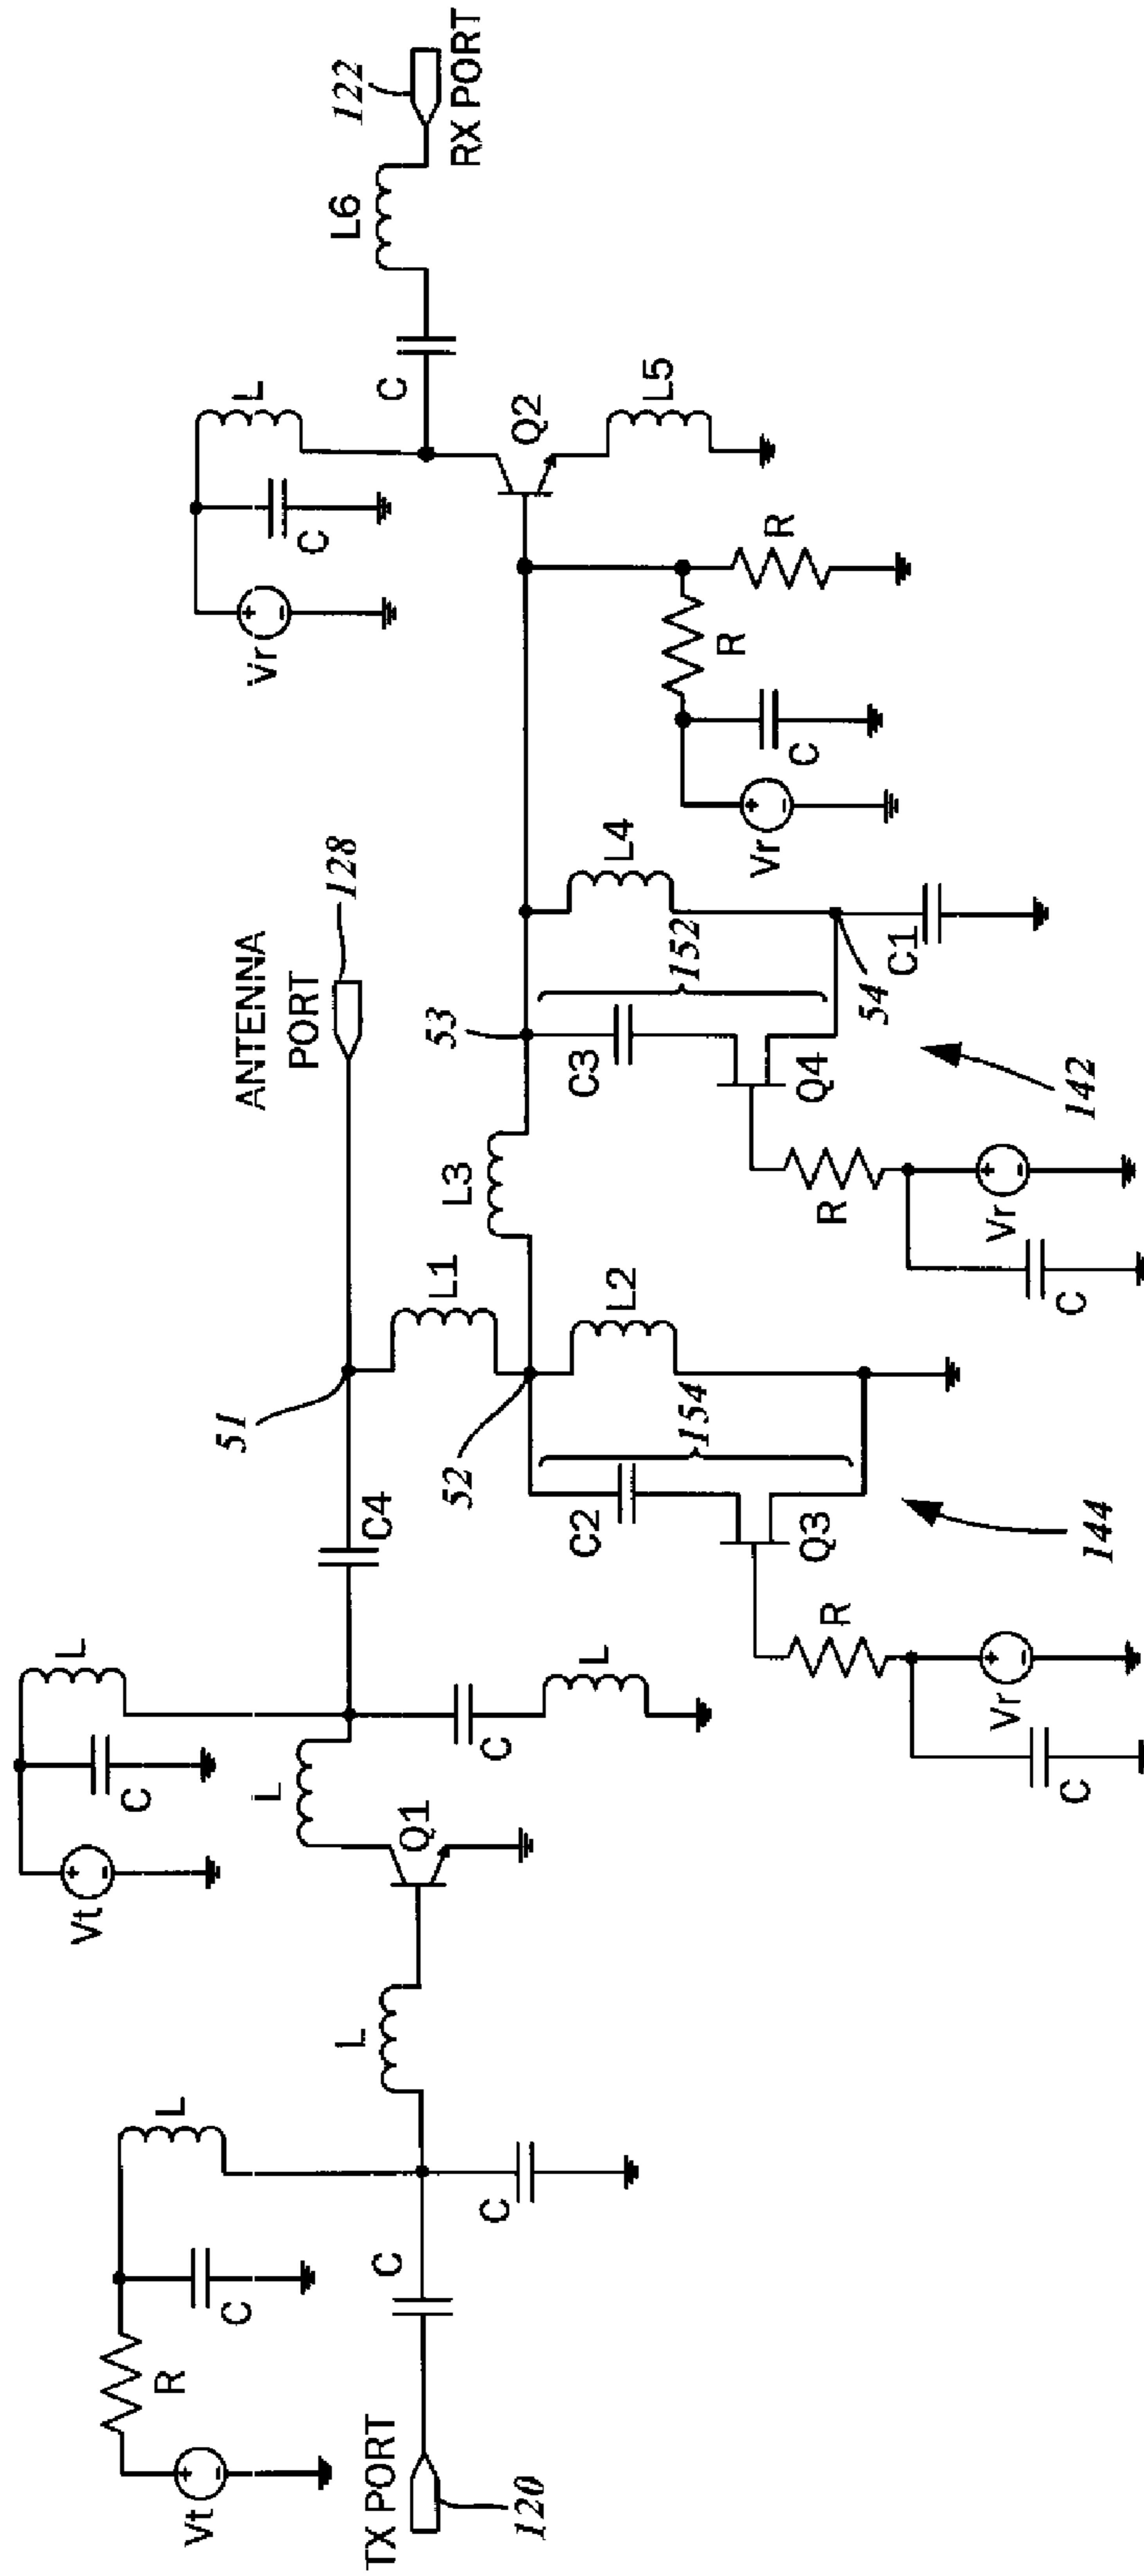 Vt
R
C
L
TX PORT
120
C
C
L
Q1
Vt
C
L
L
C
L
C4
51
ANTENNA
PORT
128
L1
52
L2
C2
154
Q3
R
Vr
C
144
L3
53
L4
C3
152
Q4
54
C1
R
Vr
C
142
Vr
C
R
R
Vr
C
L
Q2
L5
C
L6
122
RX PORT